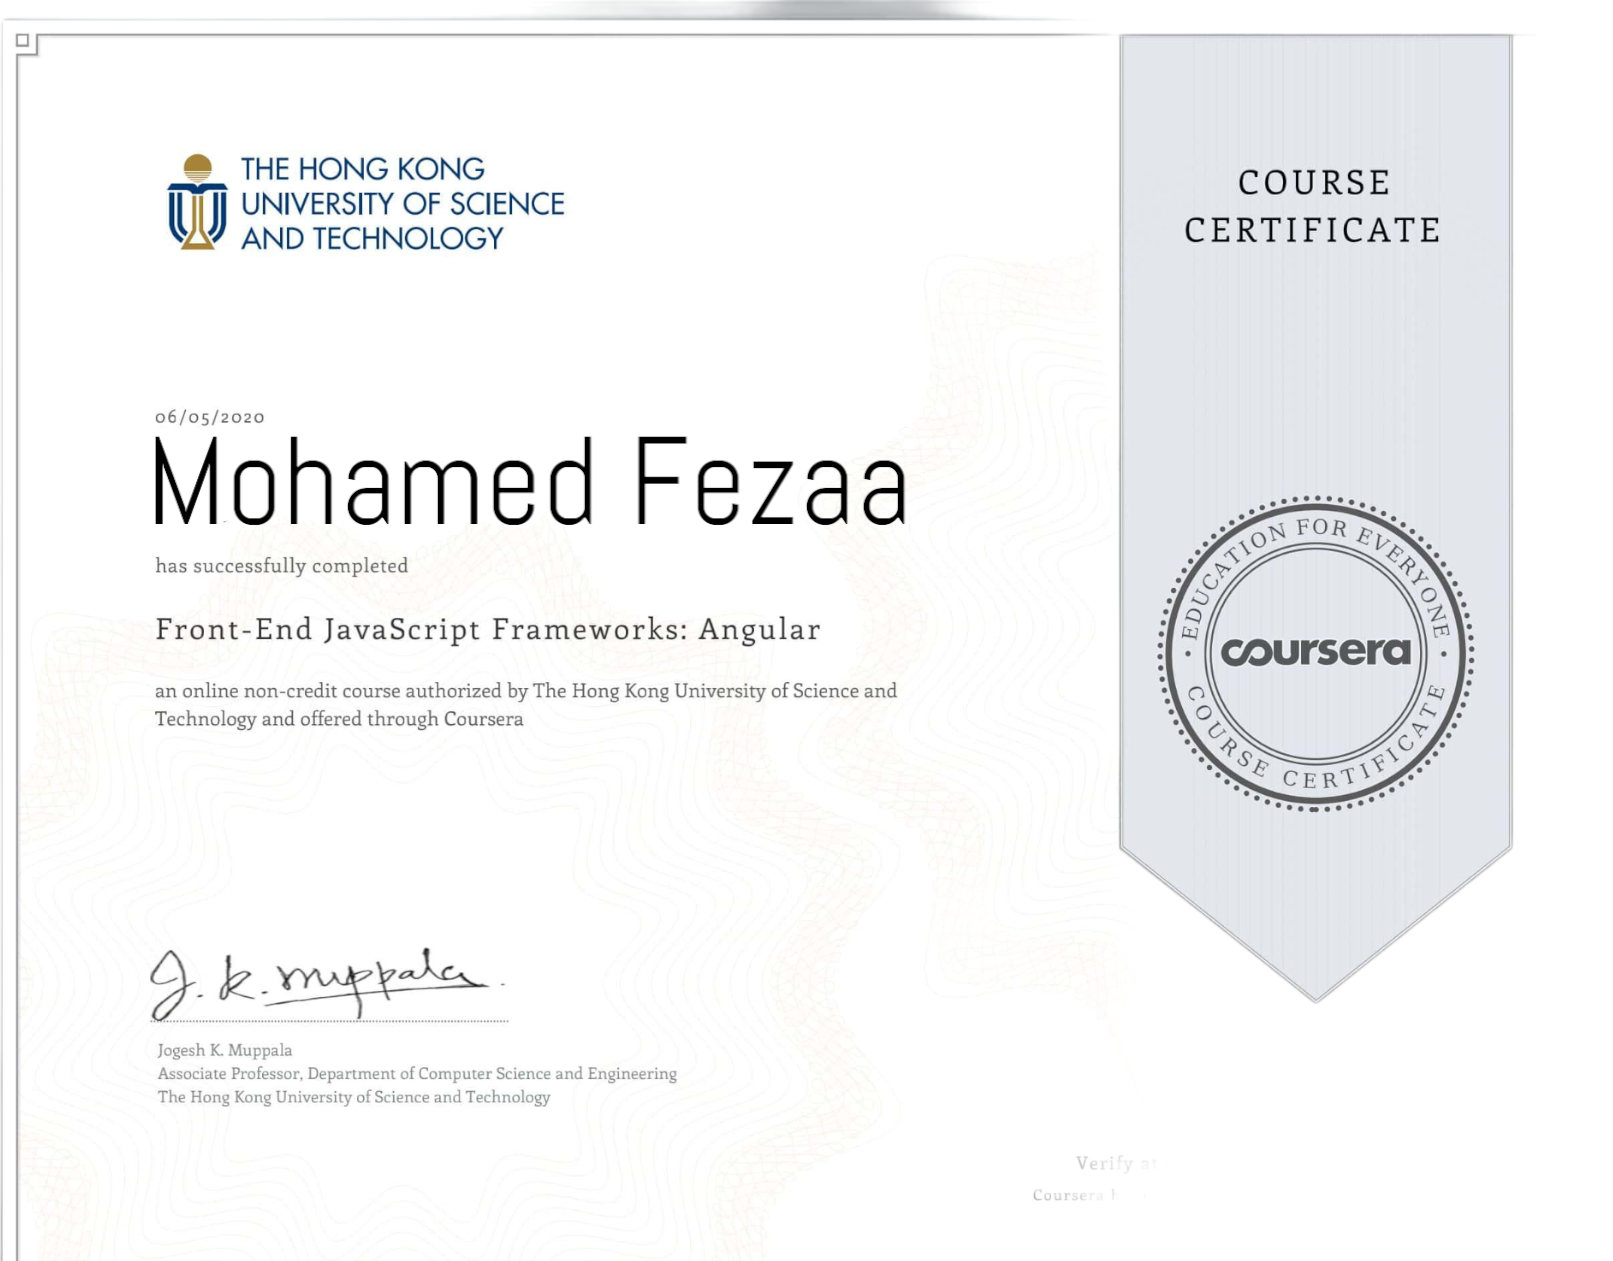 THE HONG KONG
UNIVERSITY OF SCIENCE
AND TECHNOLOGY
COURSE
CERTIFICATE
06/05/2020
Mohamed Fezaa
has successfully completed
Front-End JavaScript Frameworks: Angular
an online non-credit course authorized by The Hong Kong University of Science and
Technology and offered through Coursera
EDUCATION FOR EVERYONE
coursera
COURSE CERTIFICATE
J. K. Muppala
Jogesh K. Muppala
Associate Professor, Department of Computer Science and Engineering
The Hong Kong University of Science and Technology
Verify at
Coursera